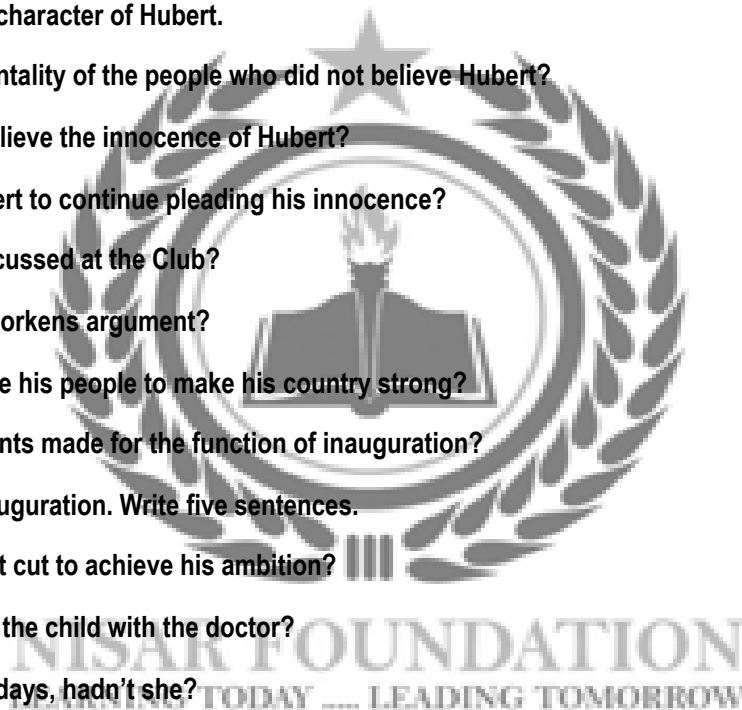 character of Hubert.
ntality of the people who did not believe Hubert?
lieve the innocence of Hubert?
ert to continue pleading his innocence?
cussed at the Club?
orkens argument?
e his people to make his country strong?
nts made for the function of inauguration?
uguration. Write five sentences.
t cut to achieve his ambition?
the child with the doctor?
NISAR FOUNDATION
days, hadn't she?
LEARNING TODAY .... LEADING TOMORROW